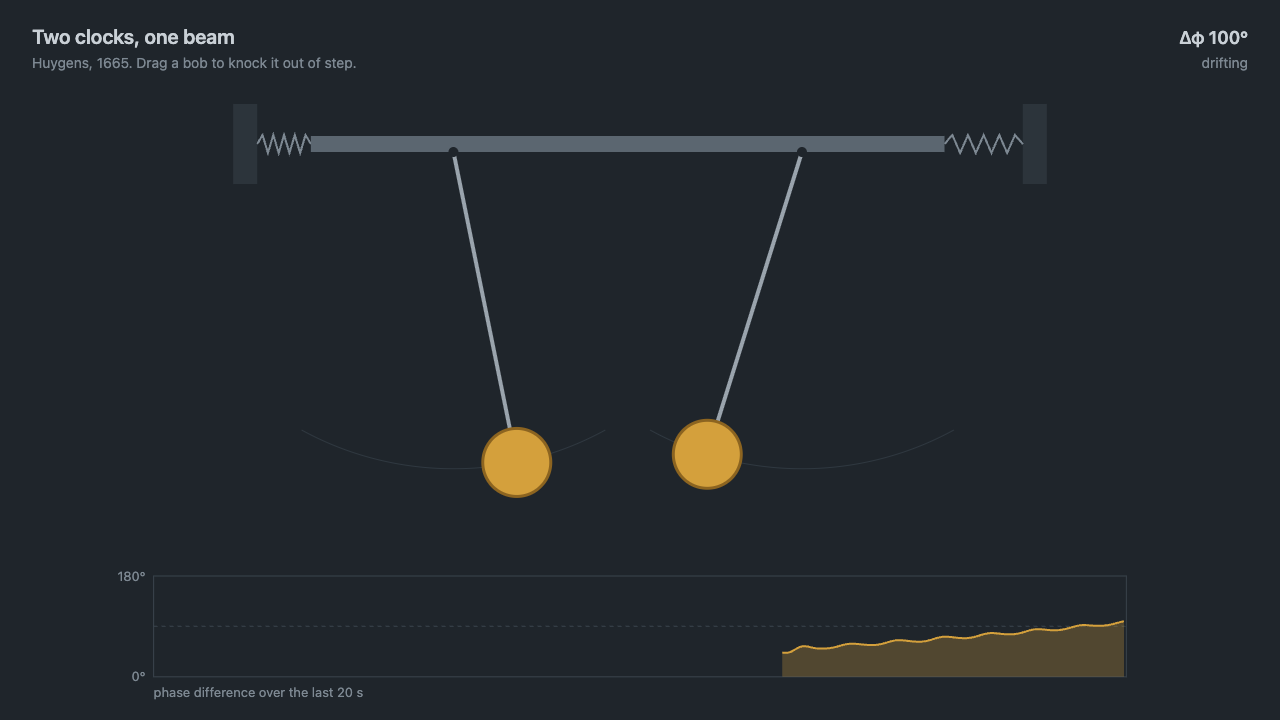 Two clocks, one beam
Huygens, 1665. Drag a bob to knock it out of step.
Δϕ 100°
drifting
180°
0°
phase difference over the last 20 s